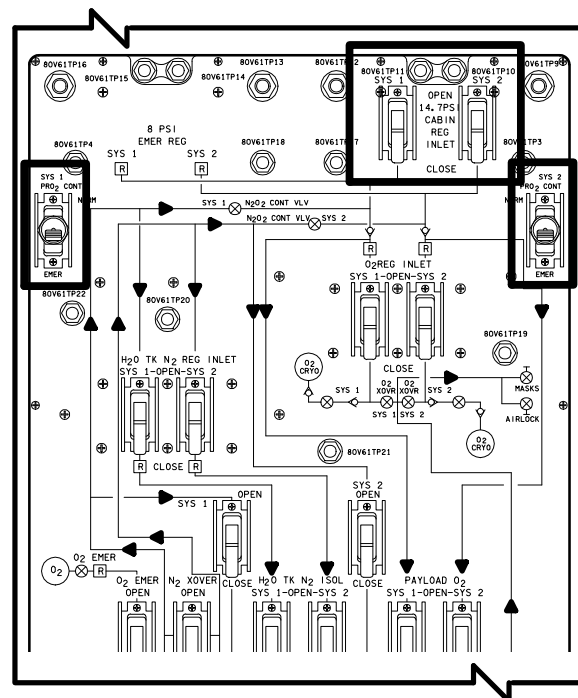 80V61TP16
80V61TP15
80V61TP14
80V61TP13
80V61TP11
80V61TP10
80V61TP9
SYS 1
SYS 2
OPEN
14.7PSI
CABIN
REG
INLET
CLOSE
8 PSI
EMER REG
80V61TP4
SYS 1
SYS 2
80V61TP18
80V61TP3
R
R
SYS 1
PRO2 CONT
EMER
SYS 2
PRO2 CONT
EMER
SYS 1
N2O2 CONT VLV
N2O2 CONT VLV
SYS 2
R
R
O2REG INLET
SYS 1-OPEN-SYS 2
80V61TP22
80V61TP20
80V61TP19
H2O TK N2 REG INLET
SYS 1-OPEN-SYS 2
CLOSE
O2
CRYO
SYS 1
O2
XOVR
O2
XOVR
SYS 2
SYS 1
SYS 2
MASKS
AIRLOCK
O2
CRYO
R
CLOSE
R
80V61TP21
SYS 1
OPEN
SYS 2
OPEN
CLOSE
CLOSE
O2
O2 EMER
R
O2 EMER
OPEN
N2 XOVER
OPEN
H2O TK N2 ISOL
SYS 1-OPEN-SYS 2
PAYLOAD O2
SYS 1-OPEN-SYS 2